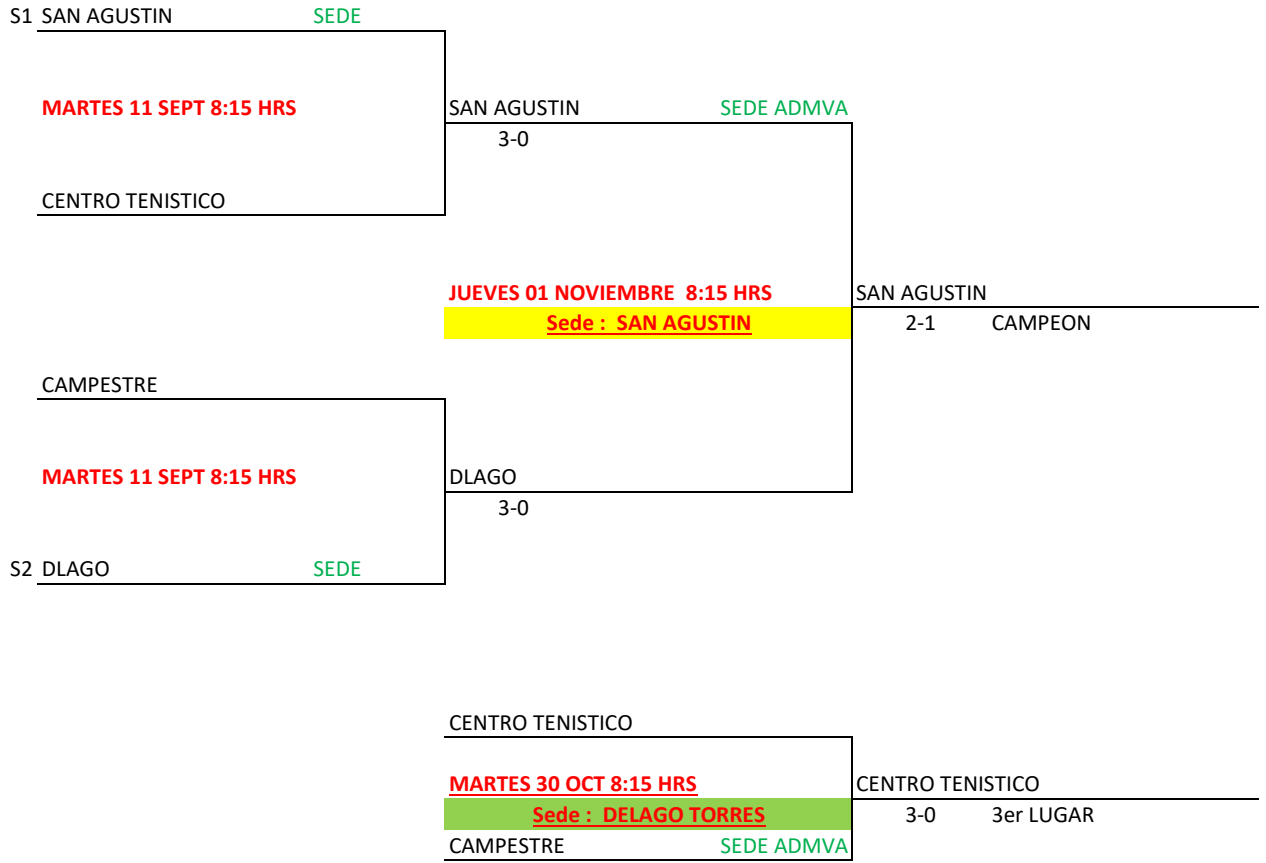 S1 SAN AGUSTIN SEDE
MARTES 11 SEPT 8:15 HRS SAN AGUSTIN SEDE ADMVA
3-0
CENTRO TENISTICO
JUEVES 01 NOVIEMBRE 8:15 HRS SAN AGUSTIN
Sede : SAN AGUSTIN 2-1 CAMPEON
CAMPESTRE
MARTES 11 SEPT 8:15 HRS DLAGO
3-0
S2 DLAGO SEDE
CENTRO TENISTICO
MARTES 30 OCT 8:15 HRS CENTRO TENISTICO
Sede : DELAGO TORRES 3-0 3er LUGAR
CAMPESTRE SEDE ADMVA